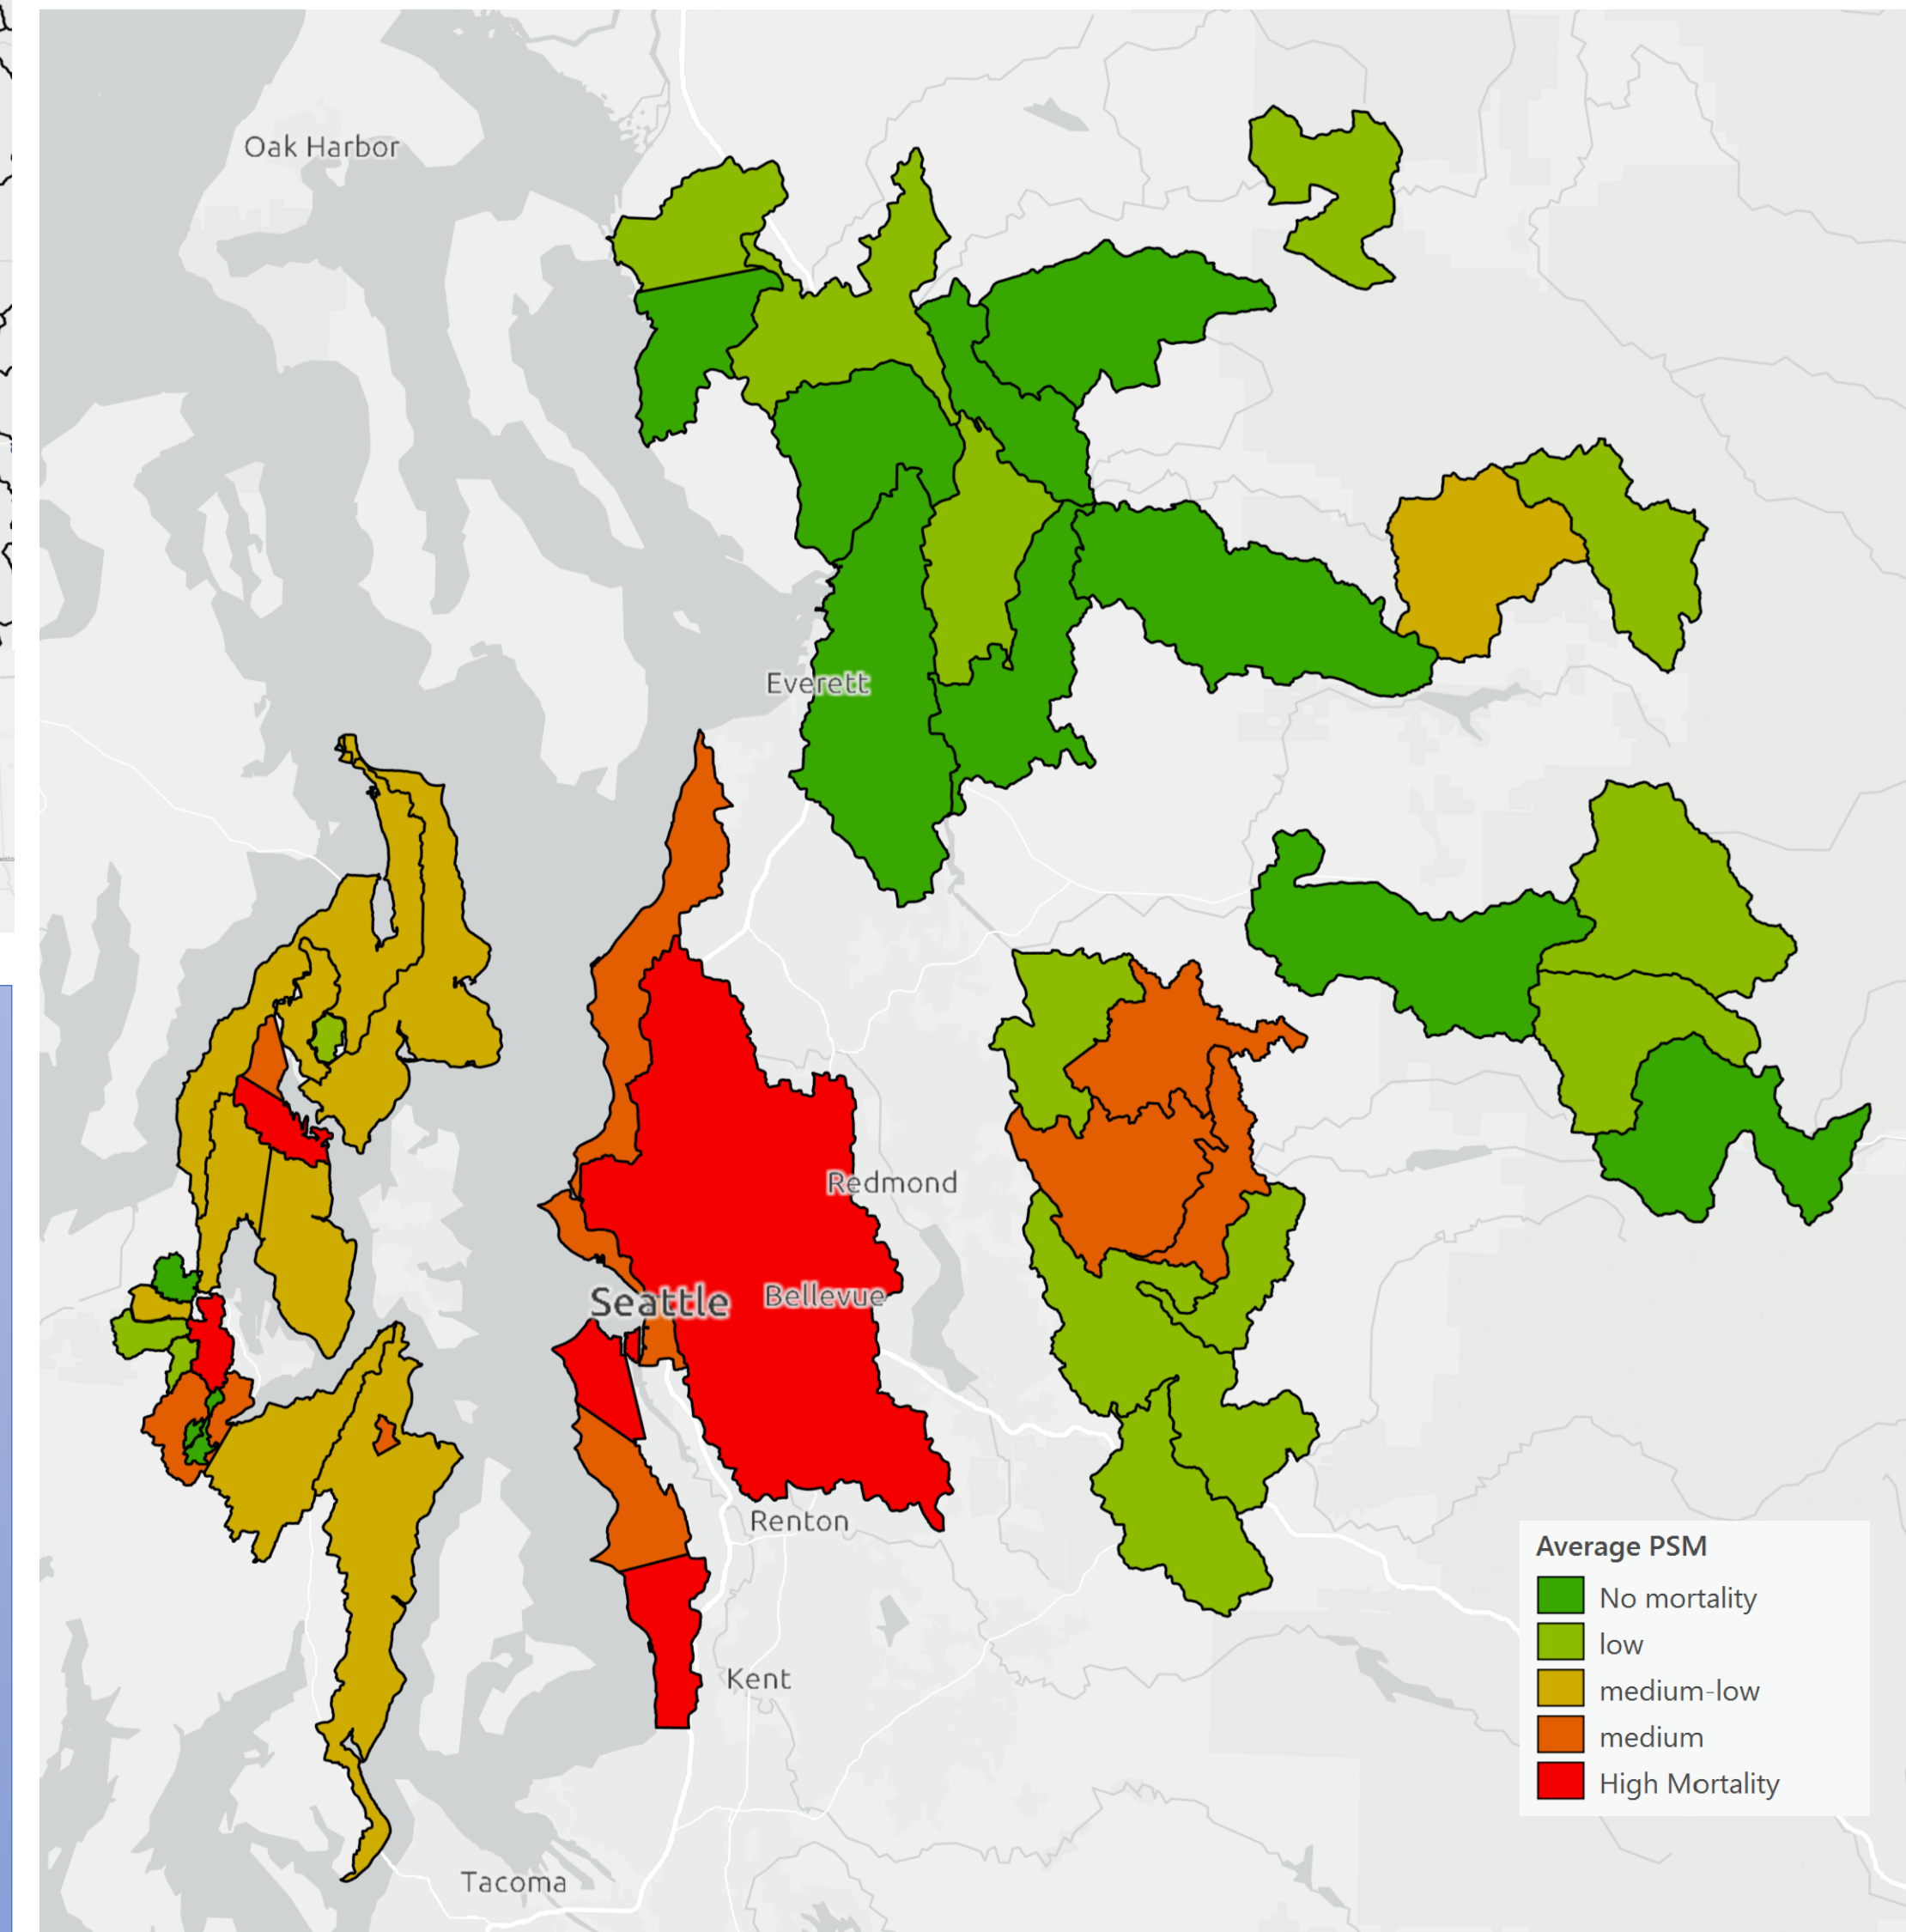 Oak Harbor
Everett
Redmond
Seattle
Bellevue
Renton
Kent
Tacoma
Average PSM
No mortality
low
medium-low
medium
High Mortality